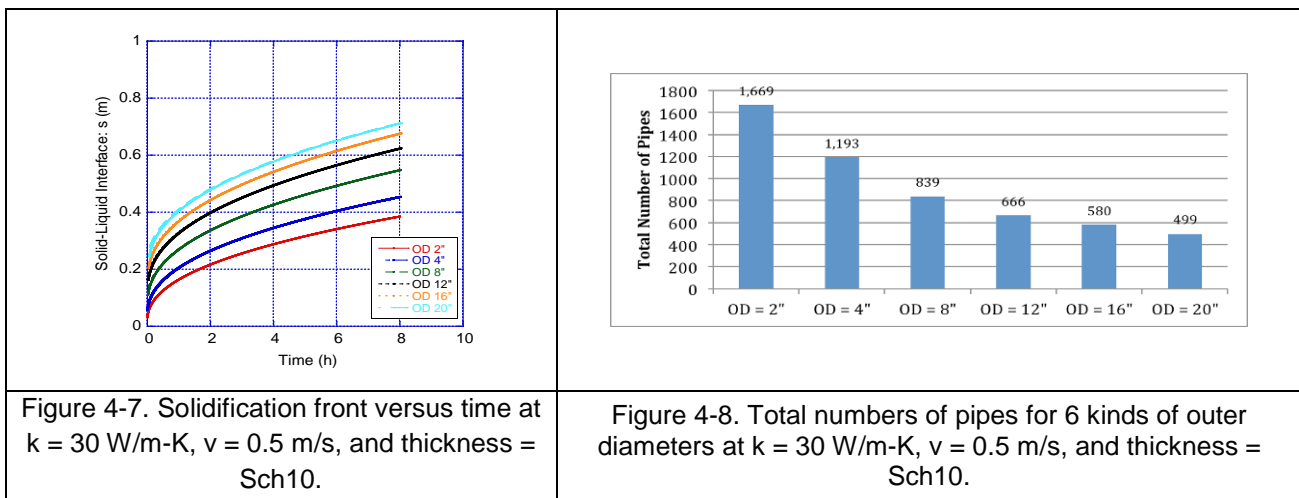 1
0.8
0.6
0.4
0.2
0
Solid-Liquid Interface: s (m)
OD 2"
OD 4"
OD 8"
OD 12"
OD 16"
OD 20"
0 2 4 6 8 10
Time (h)
Figure 4-7. Solidification front versus time at
k = 30 W/m-K, v = 0.5 m/s, and thickness =
Sch10.
Total Number of Pipes
1800
1600
1400
1200
1000
800
600
400
200
0
1,669
1,193
839
666
580
499
OD = 2" OD = 4" OD = 8" OD = 12" OD = 16" OD = 20"
Figure 4-8. Total numbers of pipes for 6 kinds of outer
diameters at k = 30 W/m-K, v = 0.5 m/s, and thickness =
Sch10.